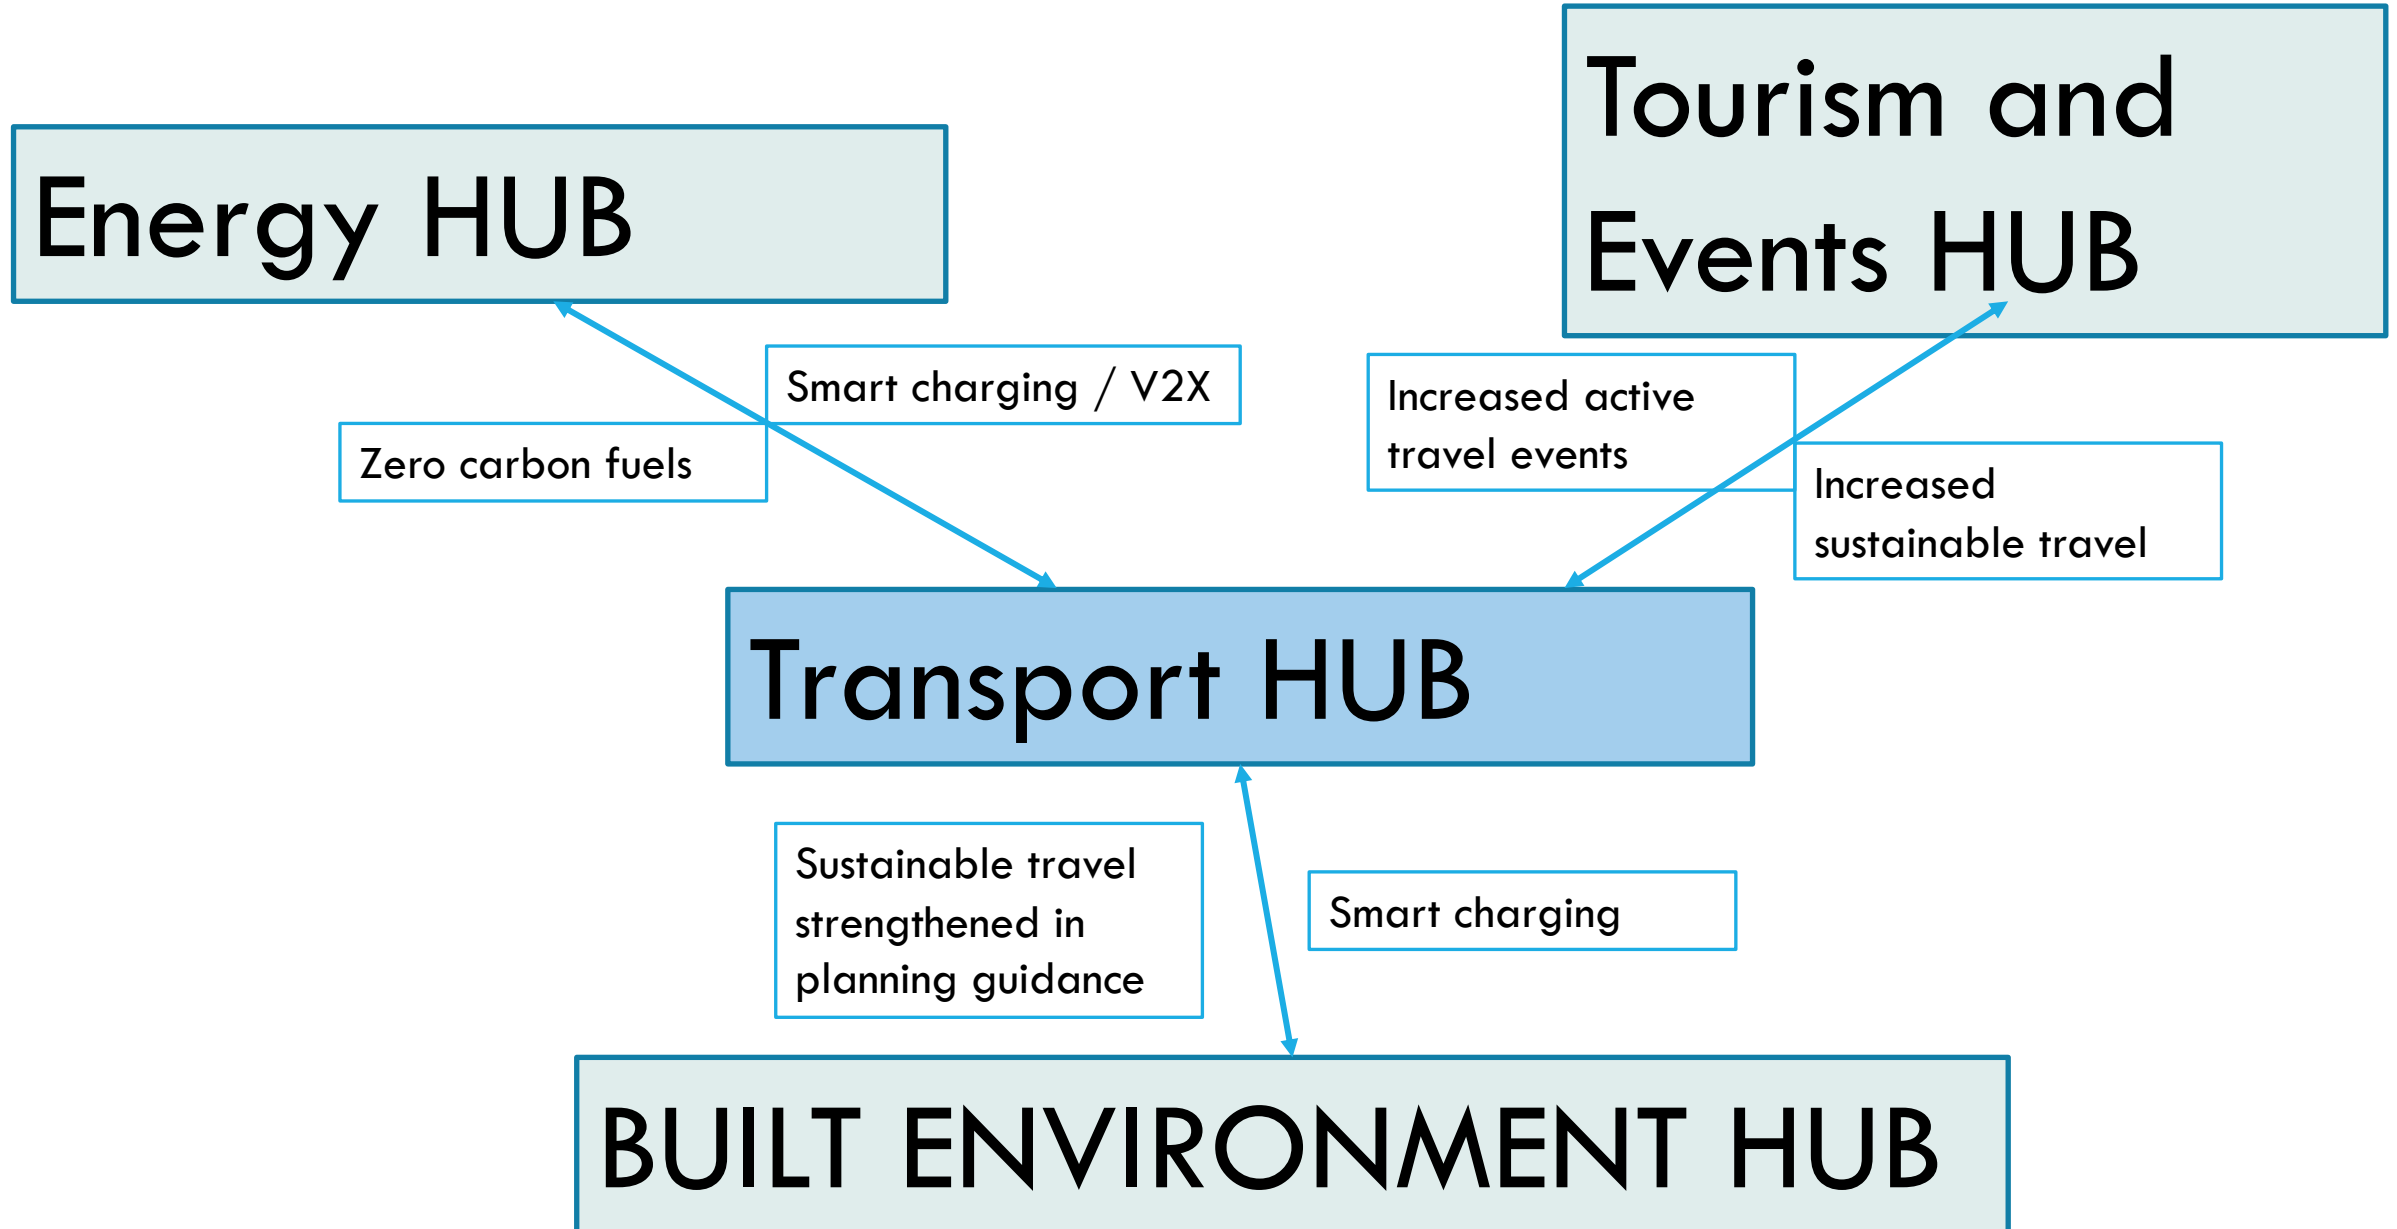 Energy HUB
Tourism and
Events HUB
Smart charging / V2X
Zero carbon fuels
Increased active
travel events
Increased
sustainable travel
Transport HUB
Sustainable travel
strengthened in
planning guidance
Smart charging
BUILT ENVIRONMENT HUB